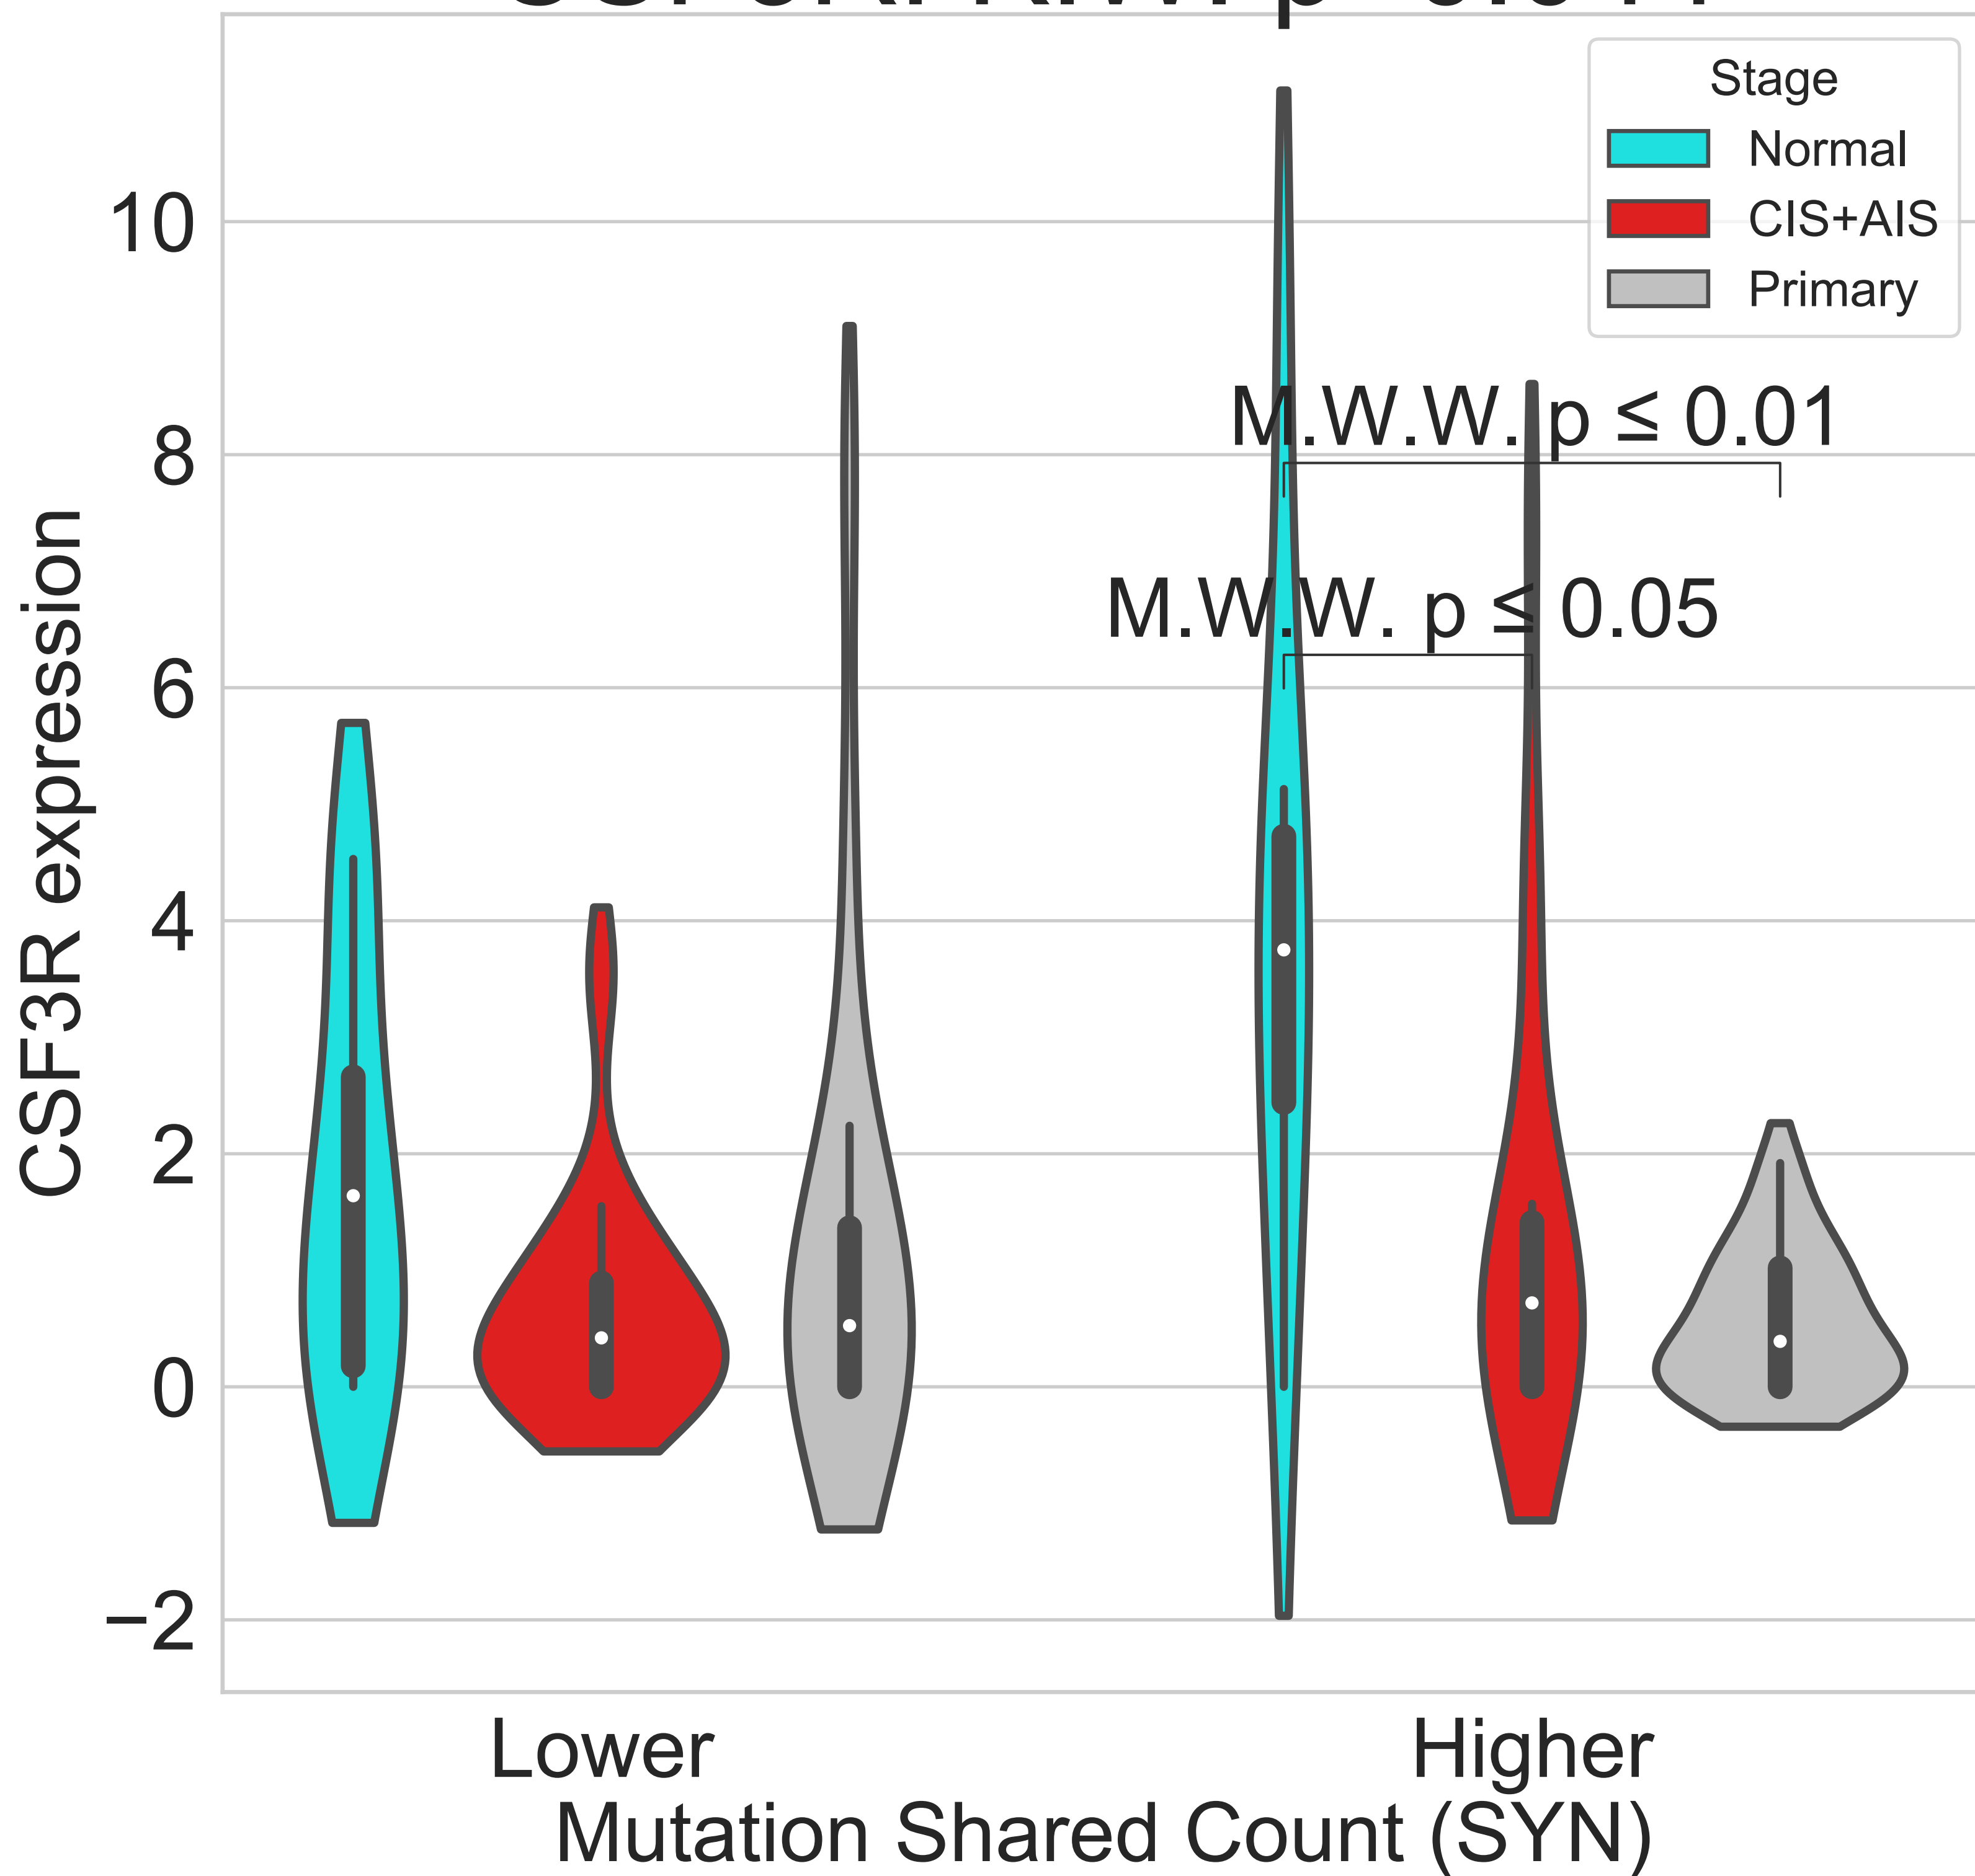 Stage
Normal
CIS+AIS
Primary
10
8
6
4
2
0
−2
CSF3R expression
M.W.W. p ≤ 0.01
M.W.W. p ≤ 0.05
Lower
Higher
Mutation Shared Count (SYN)